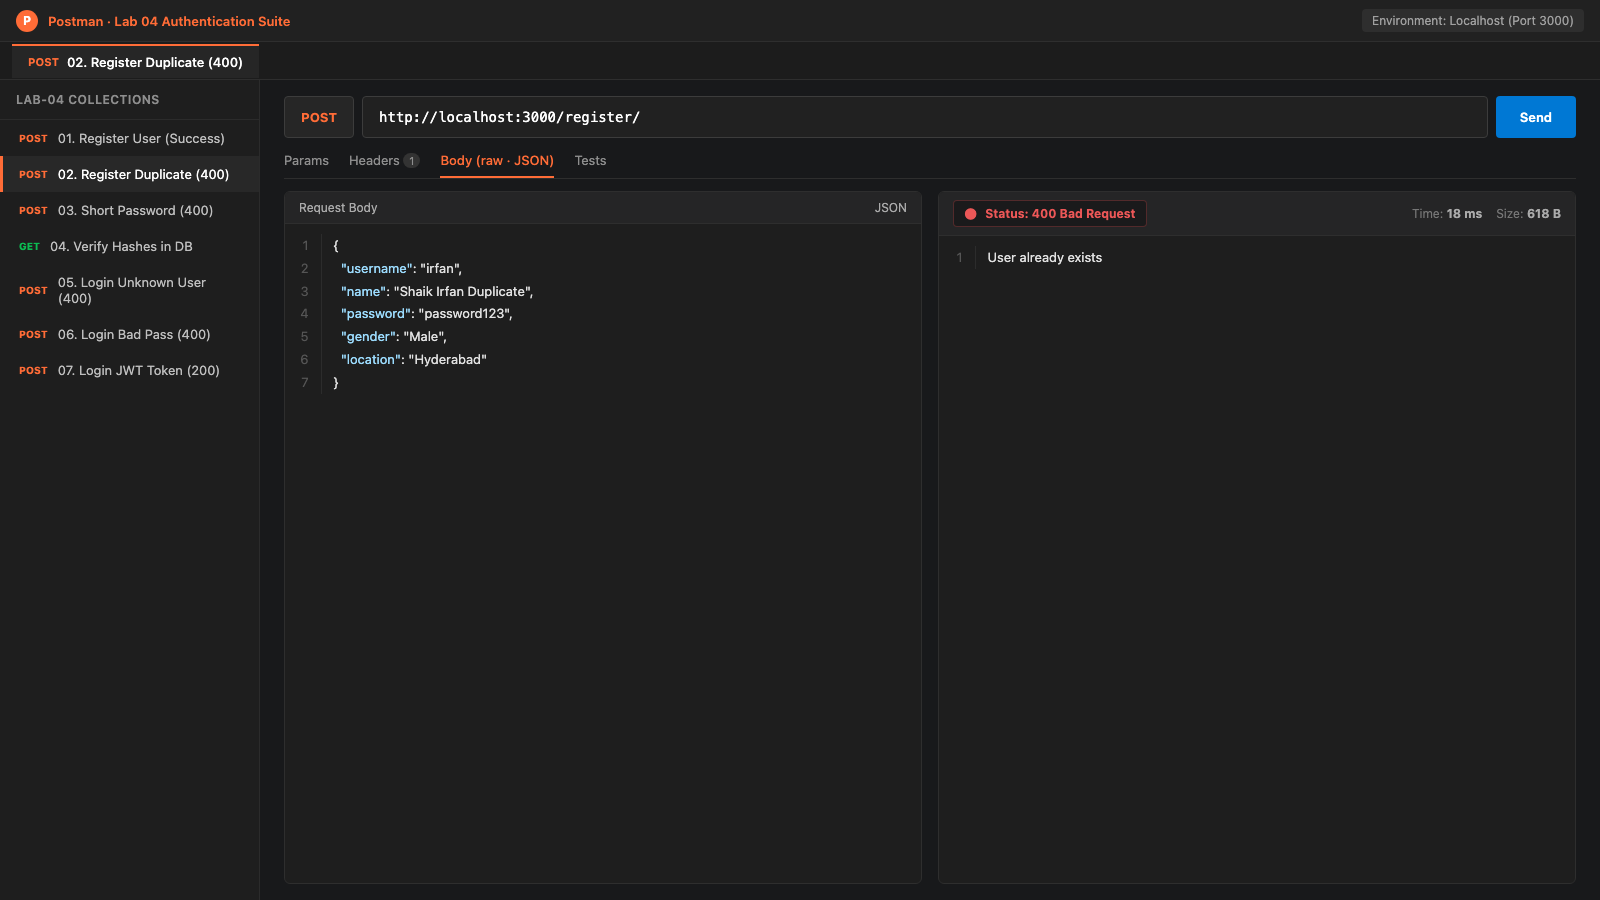 P Postman · Lab 04 Authentication Suite
Environment: Localhost (Port 3000)
POST 02. Register Duplicate (400)
LAB-04 COLLECTIONS
POST 01. Register User (Success)
POST 02. Register Duplicate (400)
POST 03. Short Password (400)
GET 04. Verify Hashes in DB
POST 05. Login Unknown User
(400)
POST 06. Login Bad Pass (400)
POST 07. Login JWT Token (200)
POST http://localhost:3000/register/ Send
Params Headers 1 Body (raw · JSON) Tests
Request Body JSON
1 {
2 "username": "irfan",
3 "name": "Shaik Irfan Duplicate",
4 "password": "password123",
5 "gender": "Male",
6 "location": "Hyderabad"
7 }
Status: 400 Bad Request Time: 18 ms Size: 618 B
1 User already exists